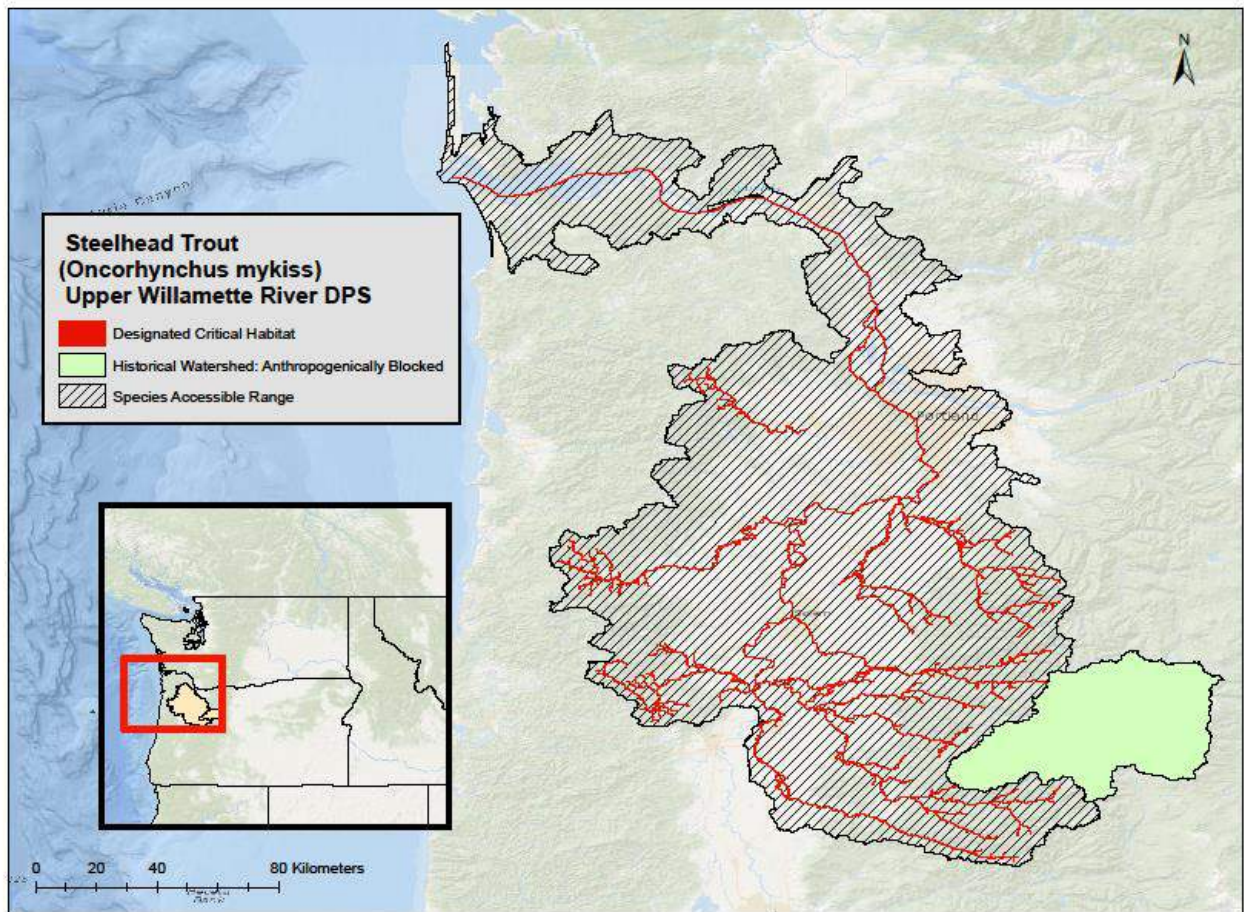 N
Canyon
Steelhead Trout
(Oncorhynchus mykiss)
Upper Willamette River DPS
Designated Critical Habitat
Historical Watershed: Anthropogenically Blocked
Species Accessible Range
Portland
0 20 40 80 Kilometers